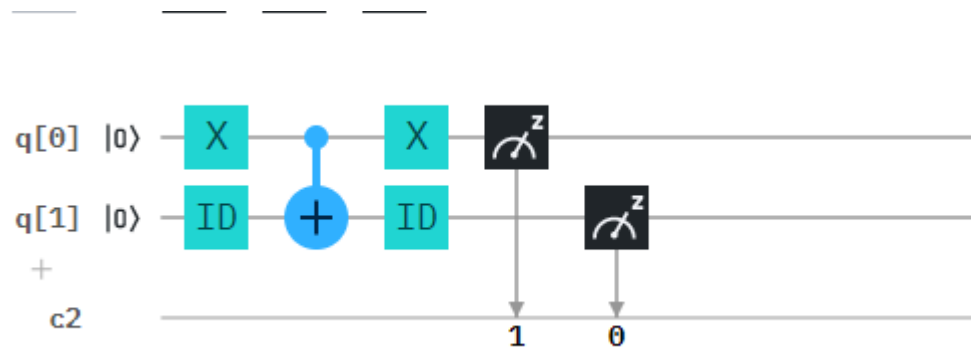 q[0] |0⟩ X X z
q[1] |0⟩ ID + ID z
+
c2
1 0